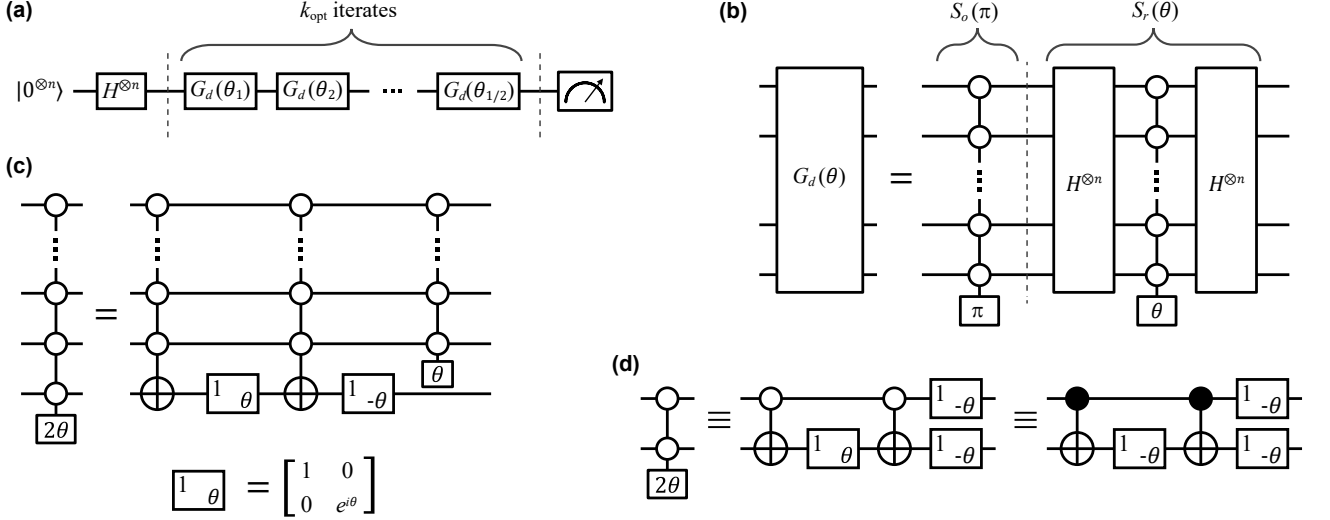 (a)
k_opt iterates
|0^⊗n⟩ H^⊗n G_d(θ_1) G_d(θ_2) ... G_d(θ_1/2)
(b)
S_o(π) S_r(θ)
G_d(θ) = H^⊗n H^⊗n
π θ
(c)
=
θ
1 θ 1 -θ
2θ
1 θ = [1 0
0 e^iθ]
(d)
1 -θ 1 -θ
≡ ≡
1 θ 1 -θ 1 -θ 1 -θ
2θ